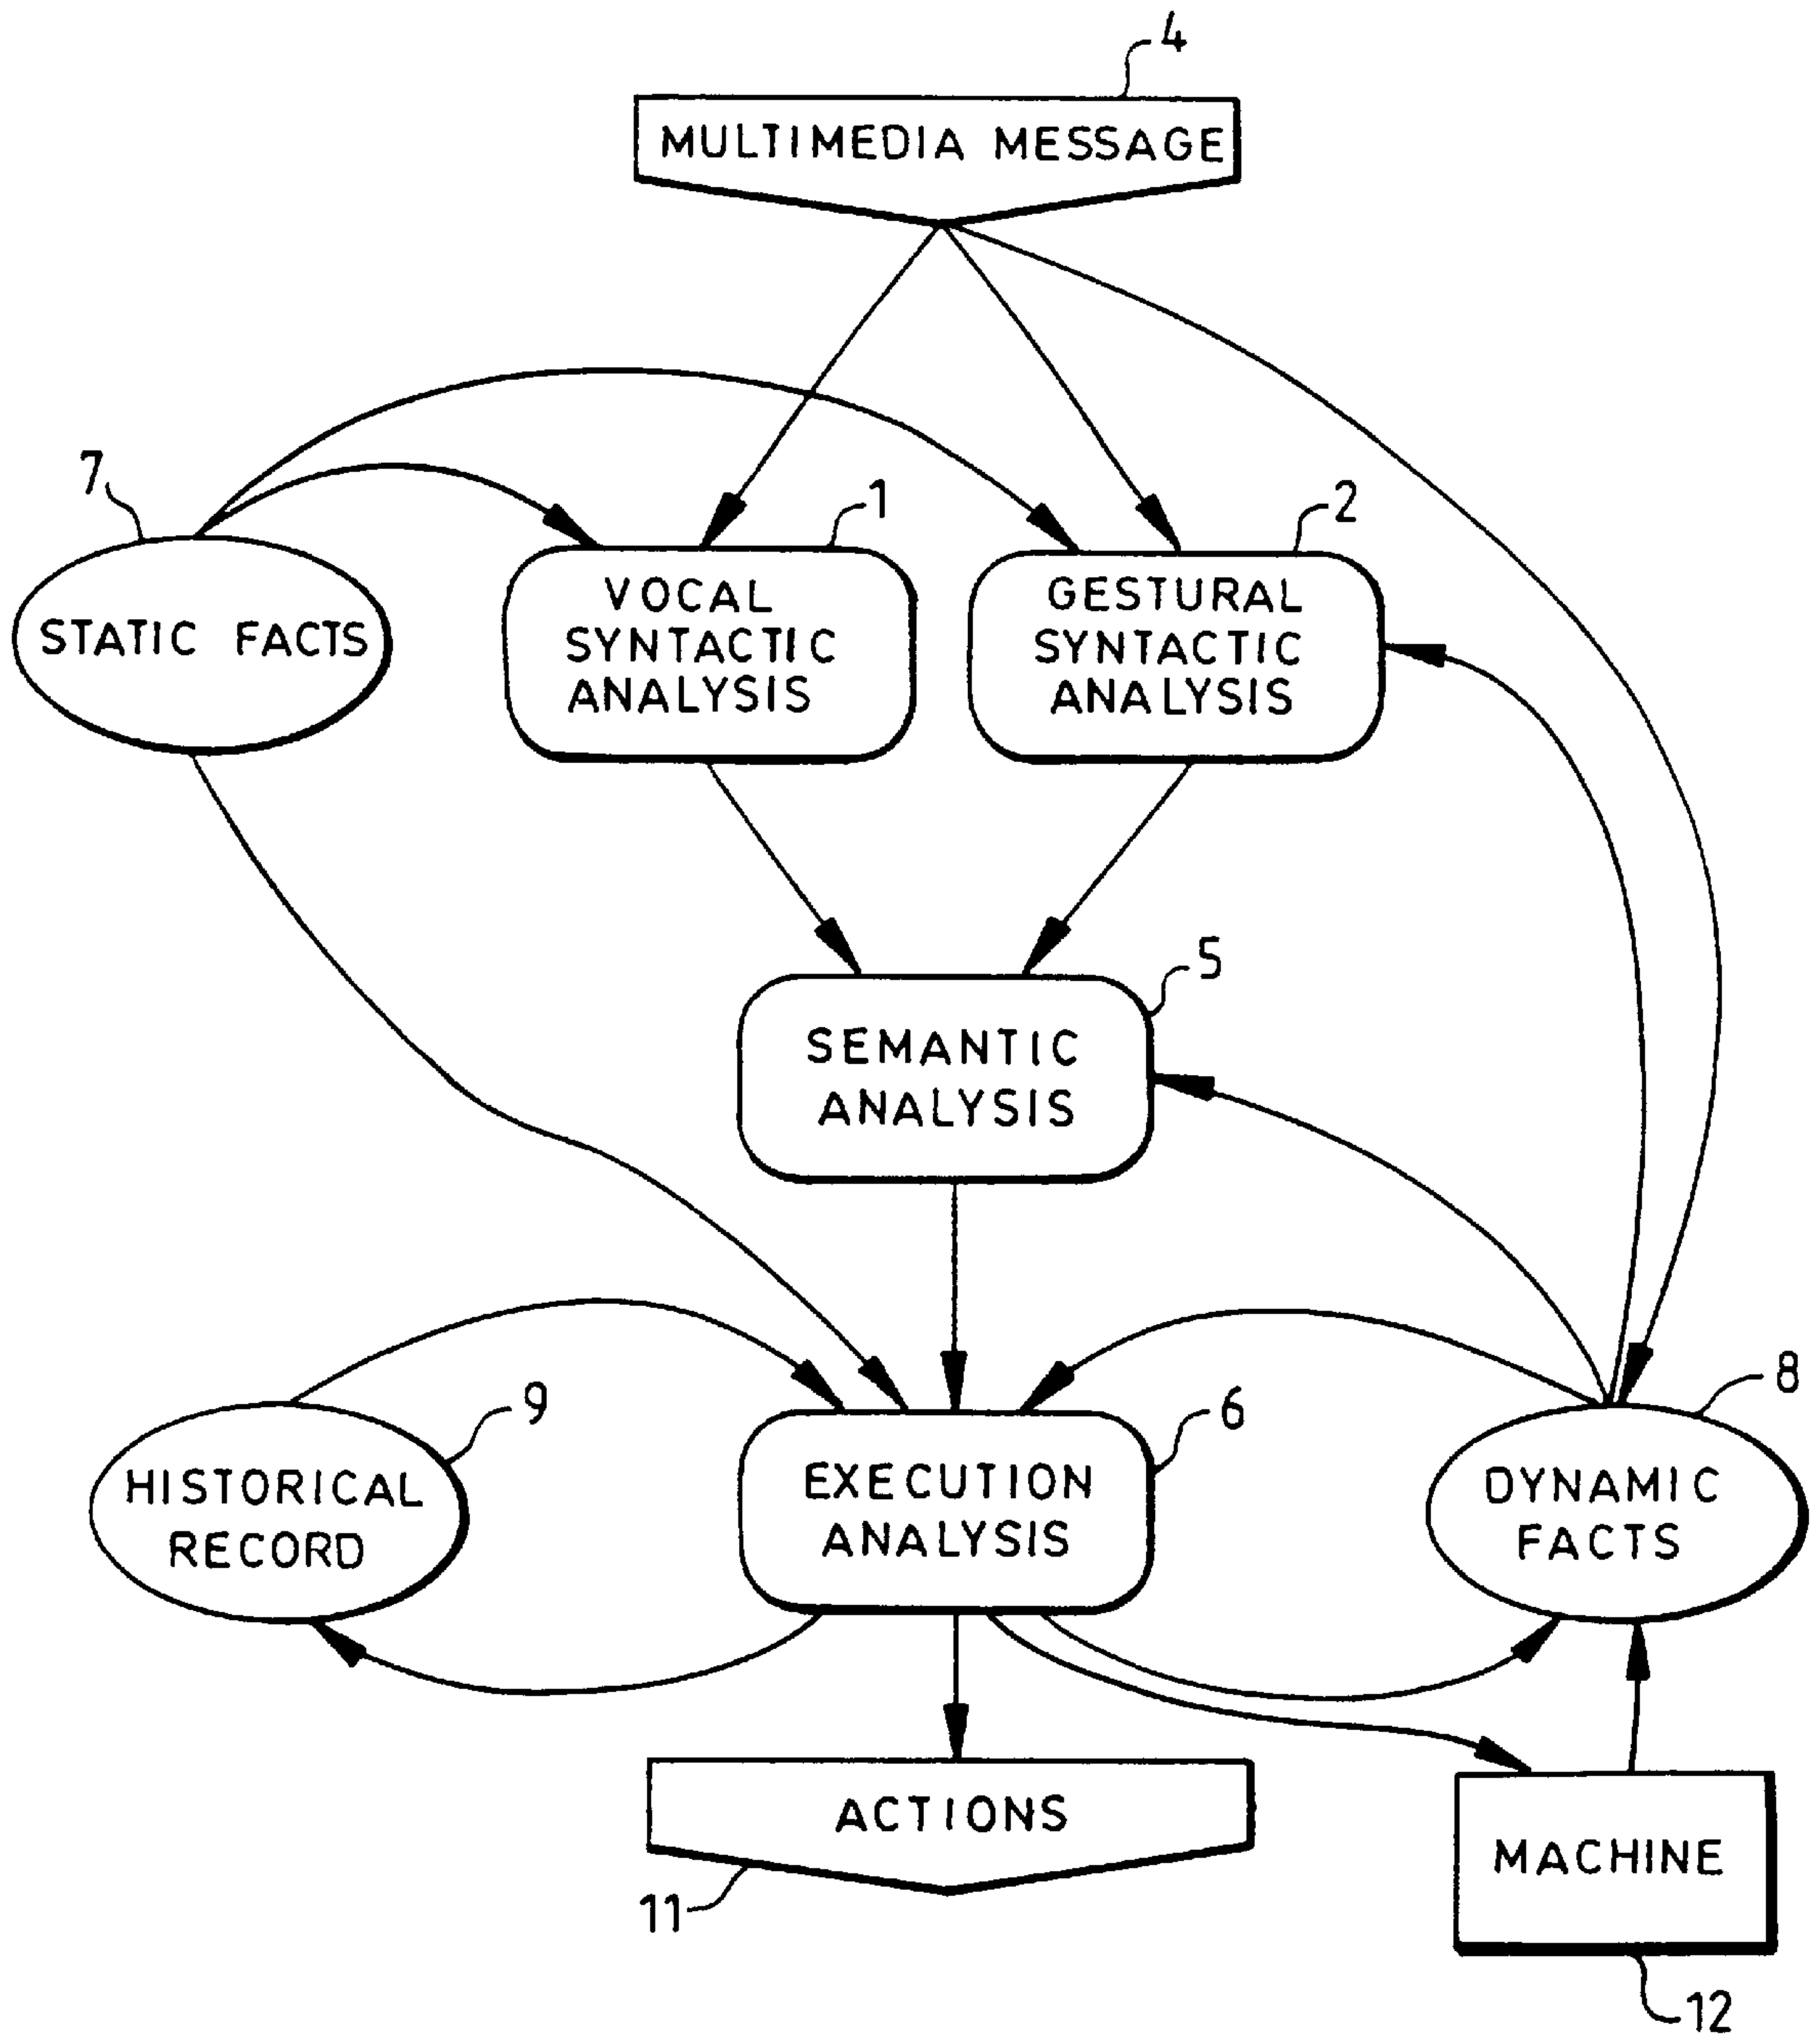 4
MULTIMEDIA MESSAGE
7
1
2
STATIC FACTS
VOCAL
SYNTACTIC
ANALYSIS
GESTURAL
SYNTACTIC
ANALYSIS
5
SEMANTIC
ANALYSIS
9
6
8
HISTORICAL
RECORD
EXECUTION
ANALYSIS
DYNAMIC
FACTS
ACTIONS
11
MACHINE
12